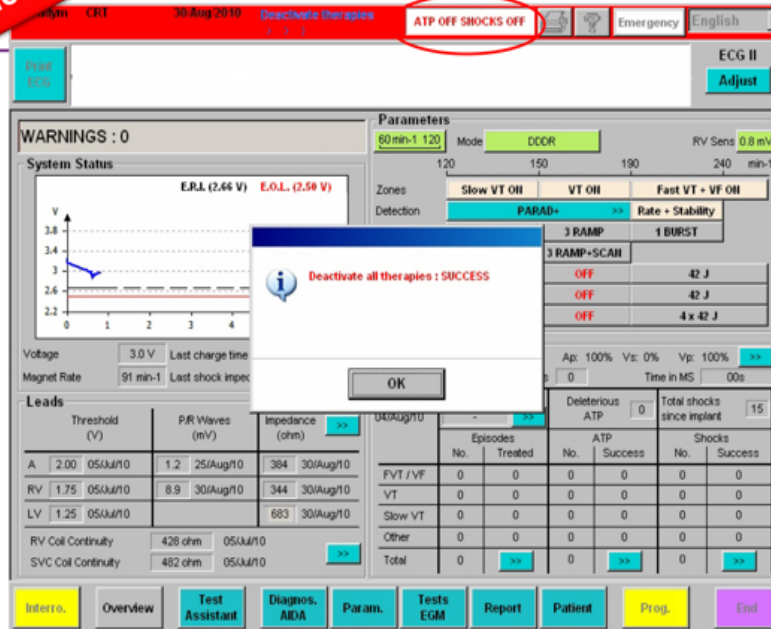 CRT 30/Aug/2010 Deactivate therapies ATP OFF SHOCKS OFF Emergency English
Print ECG
ECG II
Adjust
WARNINGS : 0
System Status
E.R.I. (2.66 V) E.O.L. (2.50 V)
V
3.8
3.4
3
2.6
2.2
0 1 2 3 4
Voltage 3.0 V Last charge time
Magnet Rate 91 min-1 Last shock impe
Deactivate all therapies : SUCCESS
OK
Parameters
60 min-1 120 Mode DDDR RV Sens 0.8 mV
120 150 190 240 min-1
Zones Slow VT ON VT ON Fast VT + VF ON
Detection PARAD+ >> Rate + Stability
3 RAMP 1 BURST
3 RAMP+SCAN
OFF 42 J
OFF 42 J
OFF 4 x 42 J
Ap: 100% Vs: 0% Vp: 100% >>
0 Time in MS 00s
Leads
Threshold (V) P/R Waves (mV) Impedance (ohm) >>
A 2.00 05/Jul/10 1.2 25/Aug/10 384 30/Aug/10
RV 1.75 05/Jul/10 8.9 30/Aug/10 344 30/Aug/10
LV 1.25 05/Jul/10 683 30/Aug/10
RV Coil Continuity 428 ohm 05/Jul/10
SVC Coil Continuity 482 ohm 05/Jul/10 >>
04/Aug/10 - >> Deleterious ATP 0 Total shocks since implant 15
Episodes ATP Shocks
No. Treated No. Success No. Success
FVT / VF 0 0 0 0 0 0
VT 0 0 0 0 0 0
Slow VT 0 0 0 0 0 0
Other 0 0 0 0 0 0
Total 0 >> 0 >> 0 >>
Interro. Overview Test Assistant Diagnos. AIDA Param. Tests EGM Report Patient Prog. End